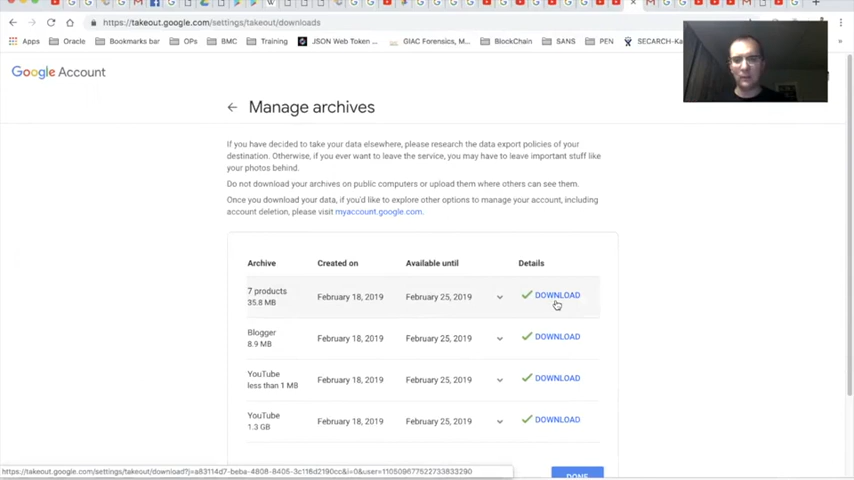 https://takeout.google.com/settings/takeout/downloads
Apps
Oracle
Bookmarks bar
OPs
BMC
Training
JSON Web Token ...
GIAC Forensics, M...
BlockChain
SANS
PEN
SECARCH-Ka
Google Account
Manage archives
If you have decided to take your data elsewhere, please research the data export policies of your
destination. Otherwise, if you ever want to leave the service, you may have to leave important stuff like
your photos behind.
Do not download your archives on public computers or upload them where others can see them.
Once you download your data, if you'd like to explore other options to manage your account, including
account deletion, please visit myaccount.google.com.
Archive Created on Available until Details
7 products
35.8 MB
February 18, 2019 February 25, 2019 DOWNLOAD
Blogger
8.9 MB
February 18, 2019 February 25, 2019 DOWNLOAD
YouTube
less than 1 MB
February 18, 2019 February 25, 2019 DOWNLOAD
YouTube
1.3 GB
February 18, 2019 February 25, 2019 DOWNLOAD
DONE